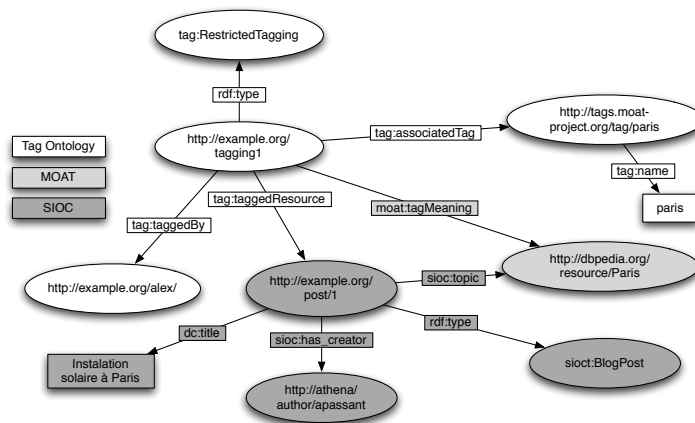 tag:RestrictedTagging
rdf:type
http://example.org/
tagging1
tag:associatedTag
http://tags.moat-
project.org/tag/paris
tag:name
paris
Tag Ontology
MOAT
SIOC
tag:taggedBy
tag:taggedResource
moat:tagMeaning
http://example.org/alex/
http://example.org/
post/1
sioc:topic
http://dbpedia.org/
resource/Paris
dc:title
sioc:has_creator
rdf:type
Instalation
solaire à Paris
http://athena/
author/apassant
sioct:BlogPost